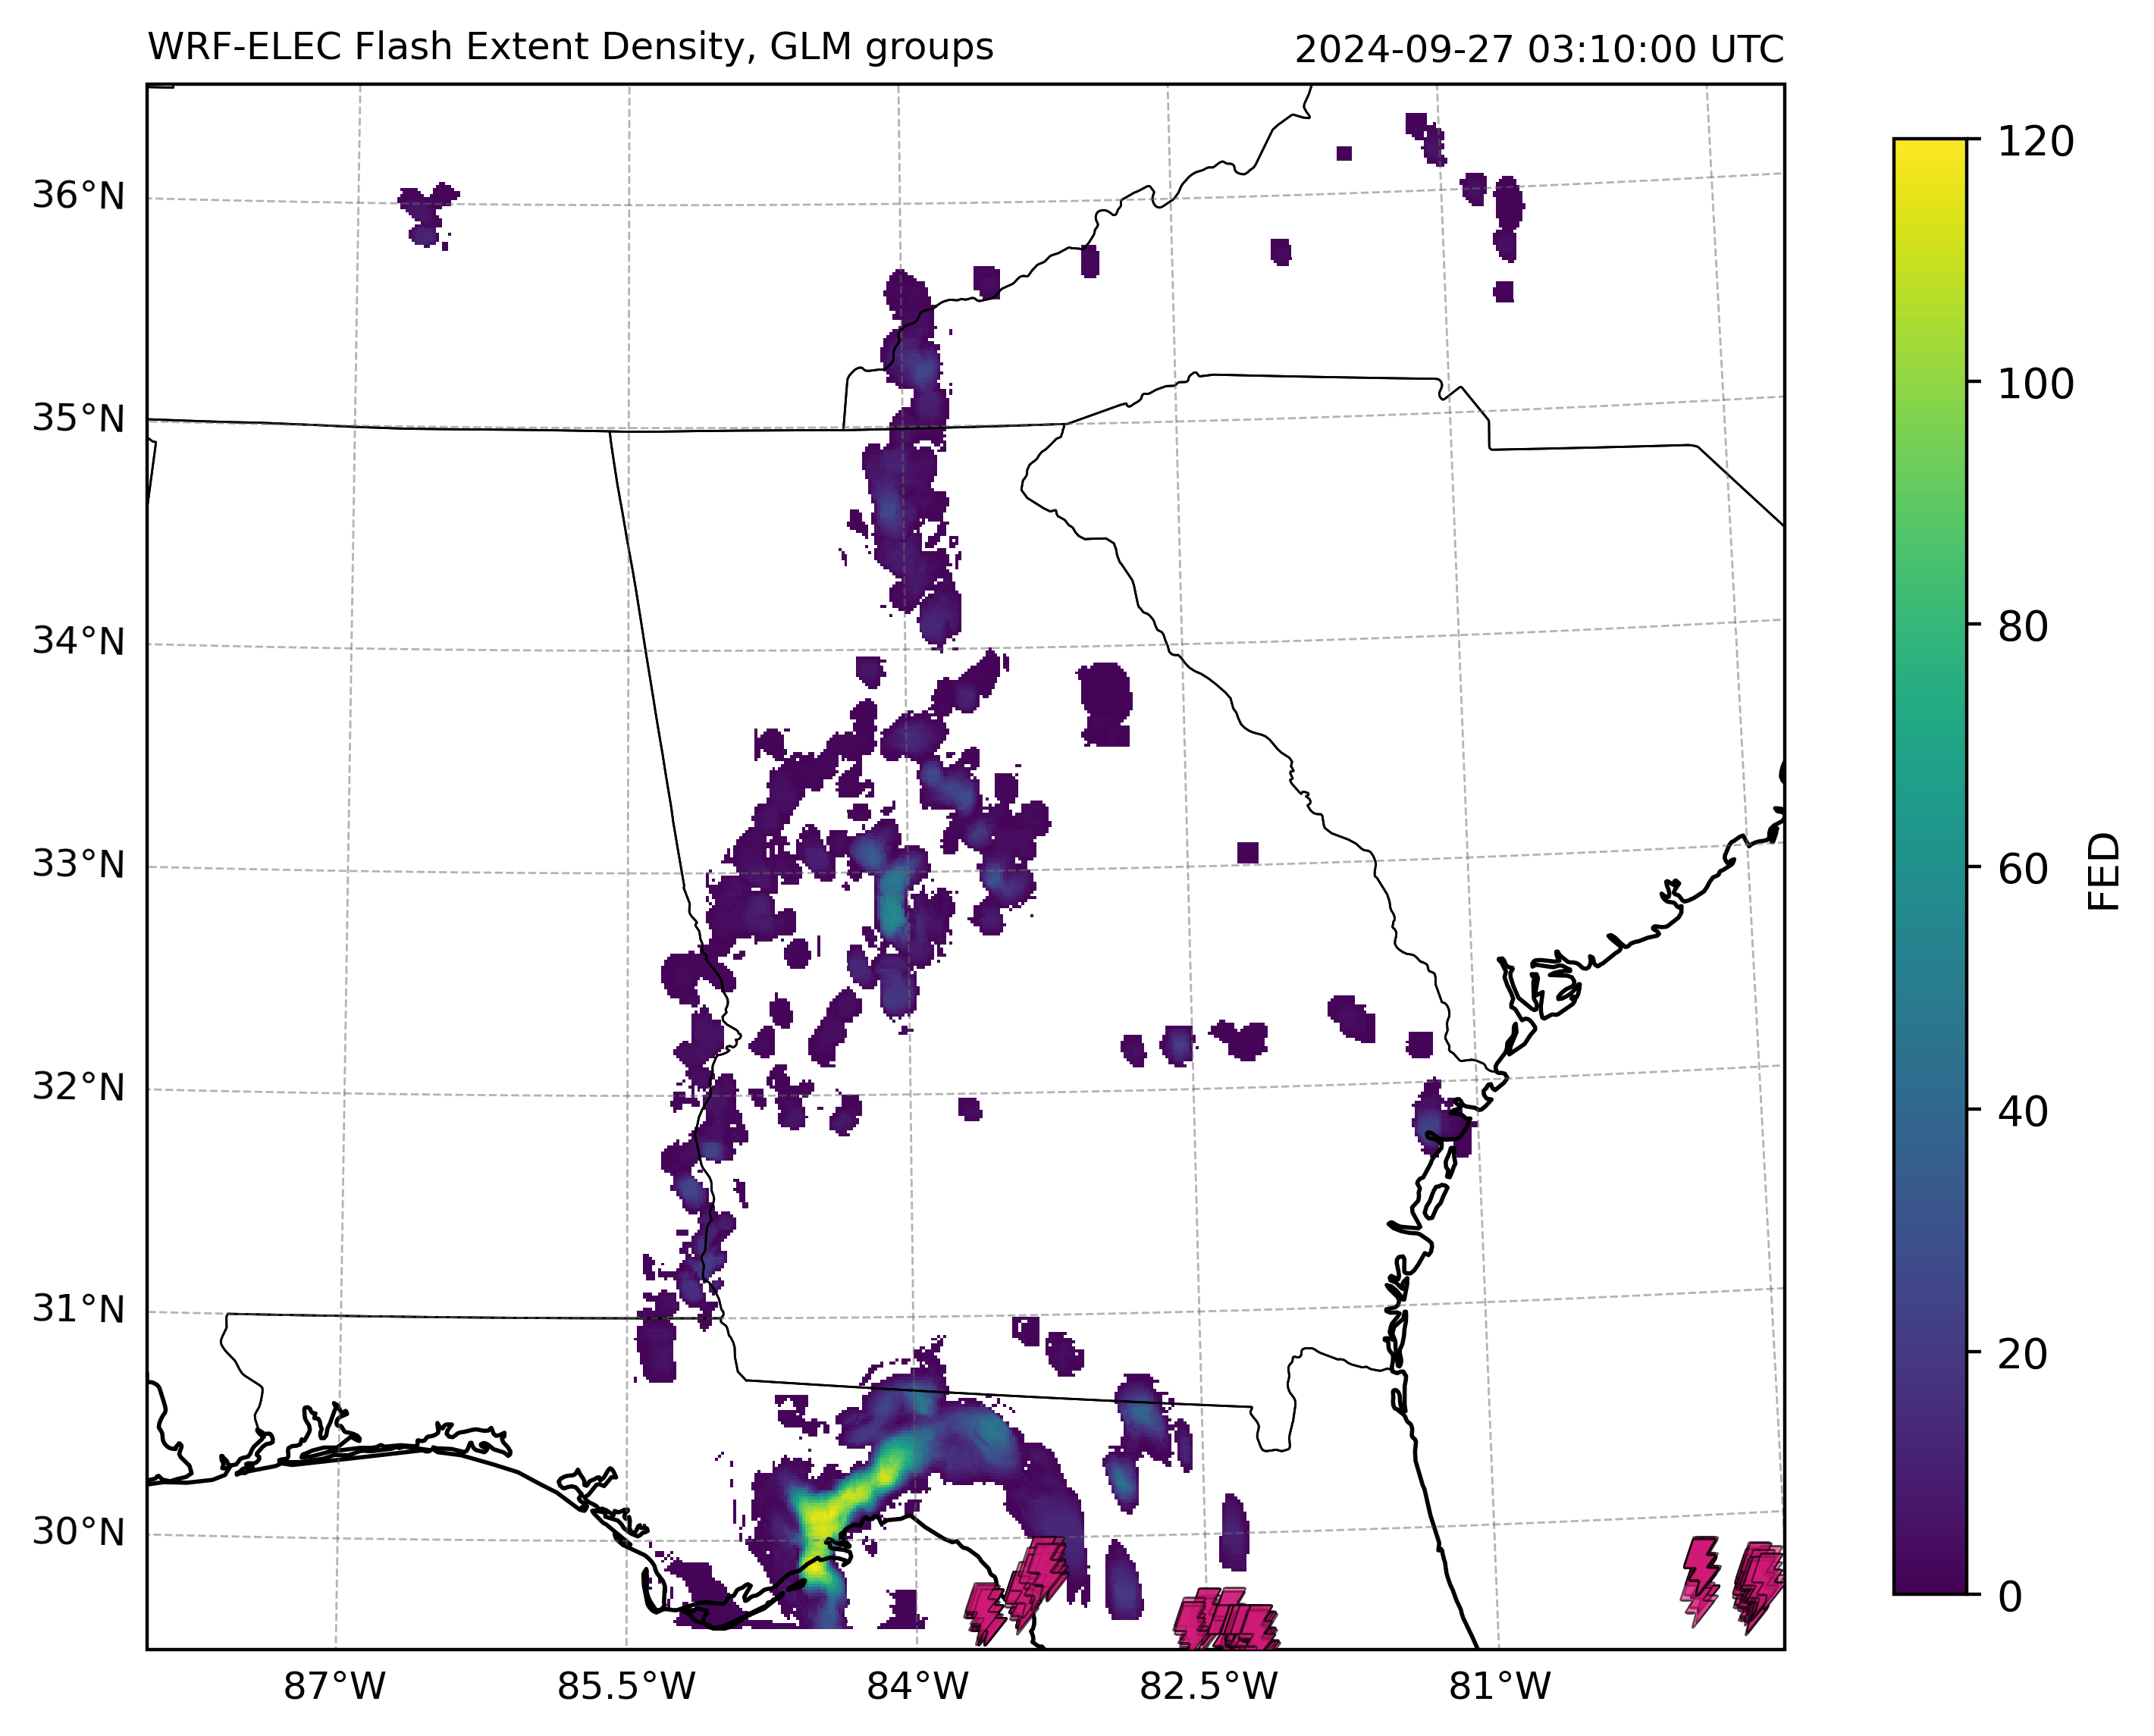 WRF-ELEC Flash Extent Density, GLM groups
2024-09-27 03:10:00 UTC
36°N
35°N
34°N
33°N
32°N
31°N
30°N
87°W
85.5°W
84°W
82.5°W
81°W
120
100
80
60
40
20
0
FED